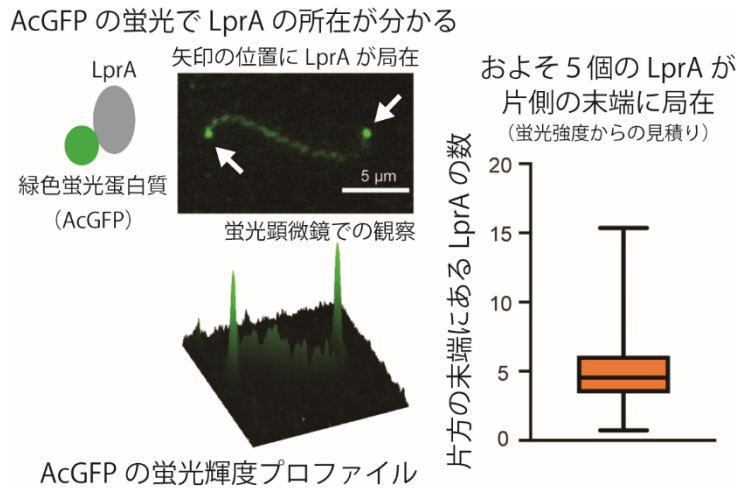 AcGFP の蛍光で LprA の所在が分かる
矢印の位置に LprA が局在
LprA
5 μm
緑色蛍光蛋白質
（AcGFP）
蛍光顕微鏡での観察
AcGFP の蛍光輝度プロファイル
およそ 5 個の LprA が
片側の末端に局在
（蛍光強度からの見積り）
片方の末端にある LprA の数
20
15
10
5
0